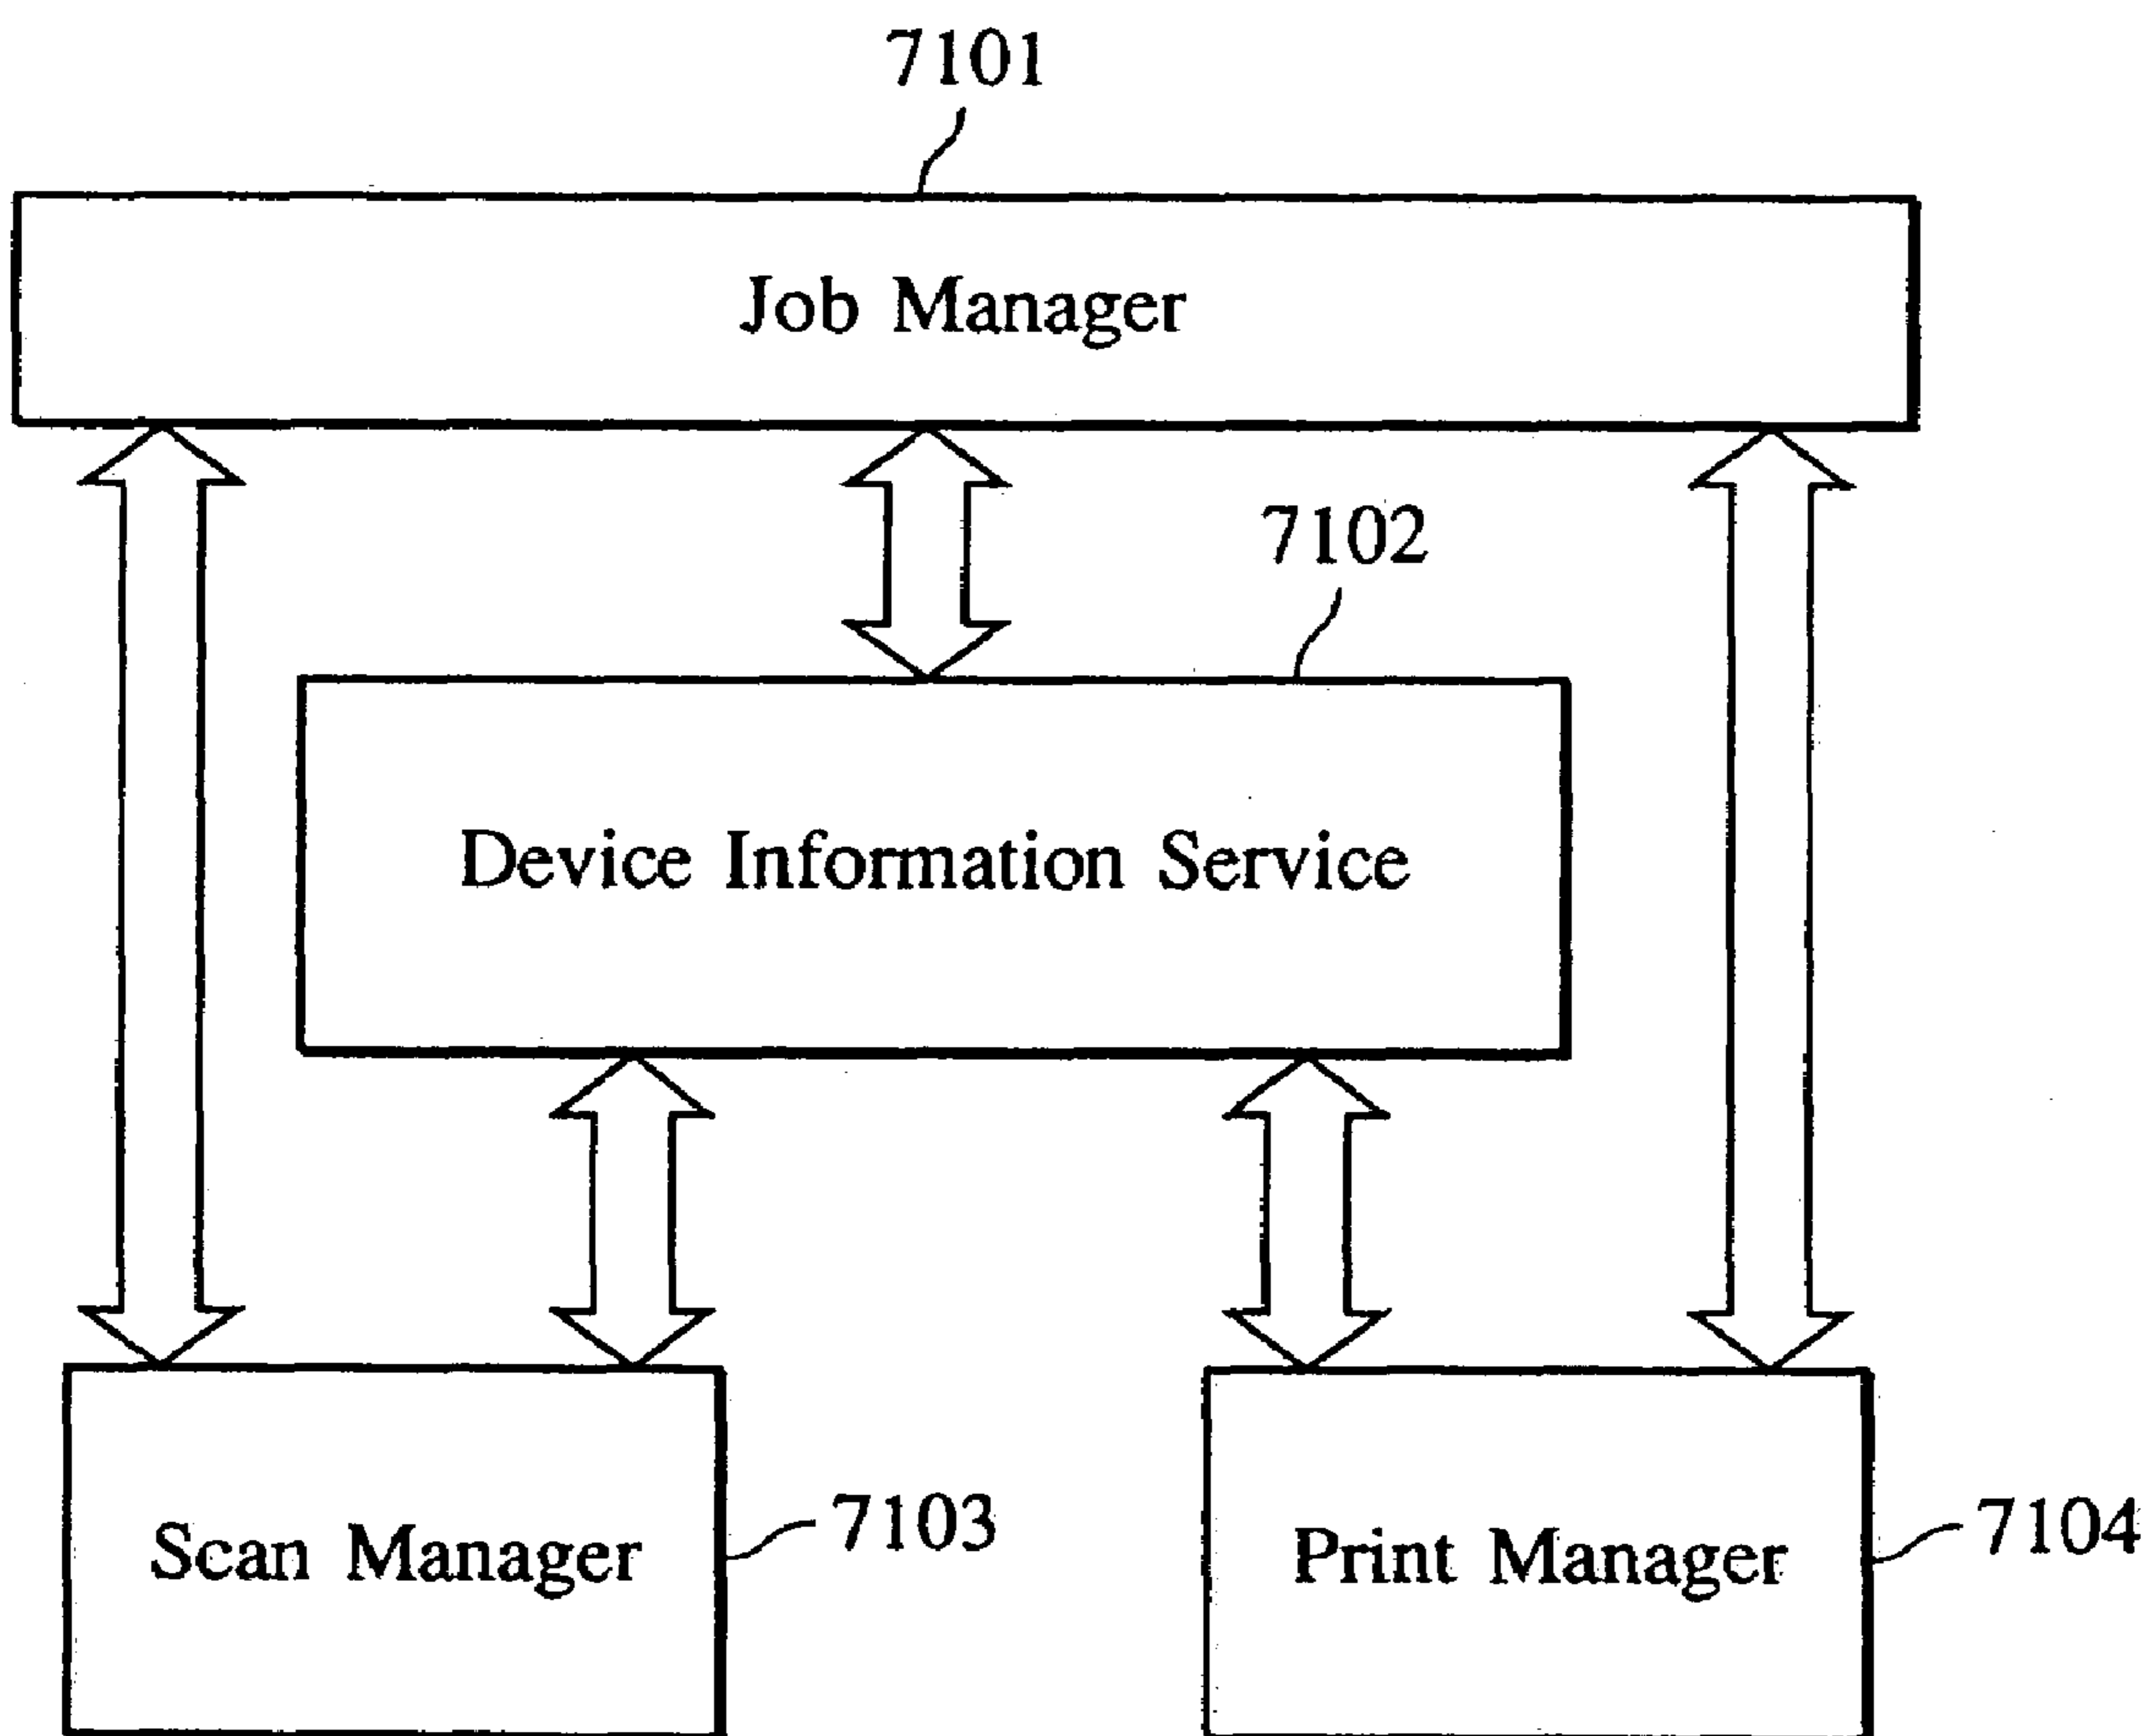 7101
Job Manager
7102
Device Information Service
Scan Manager
7103
Print Manager
7104